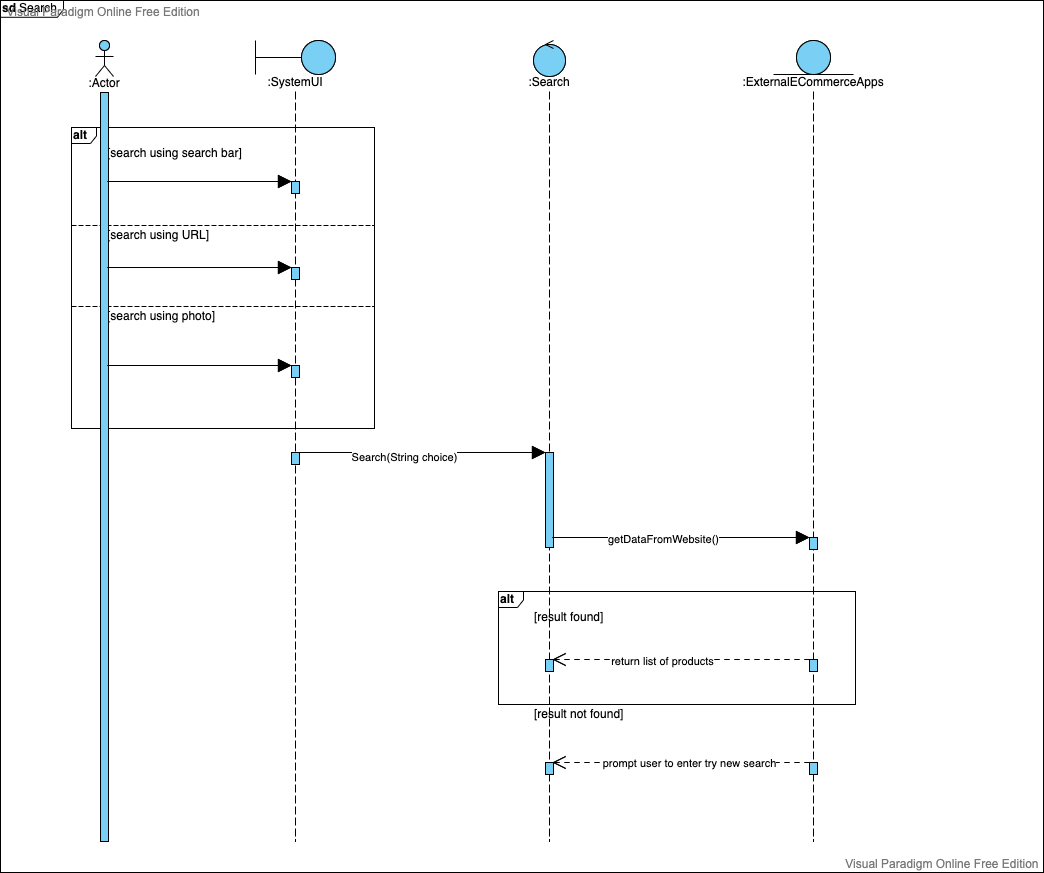 sd Search
Visual Paradigm Online Free Edition
:Actor
:SystemUI
:Search
:ExternalECommerceApps
alt
[search using search bar]
[search using URL]
[search using photo]
Search(String choice)
getDataFromWebsite()
alt
[result found]
return list of products
[result not found]
prompt user to enter try new search
Visual Paradigm Online Free Edition